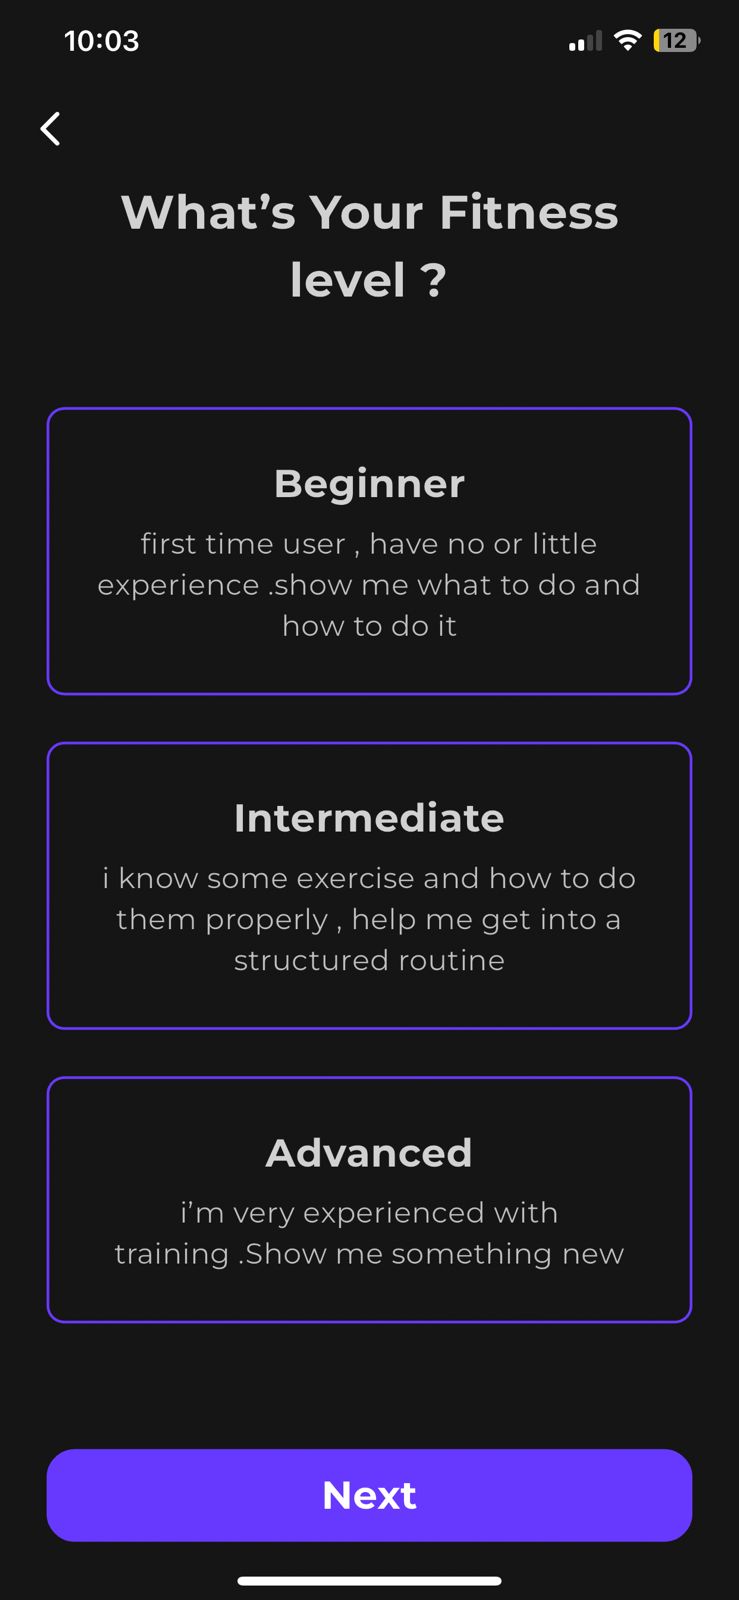 10:03
12
What’s Your Fitness
level ?
Beginner
first time user , have no or little
experience .show me what to do and
how to do it
Intermediate
i know some exercise and how to do
them properly , help me get into a
structured routine
Advanced
i’m very experienced with
training .Show me something new
Next